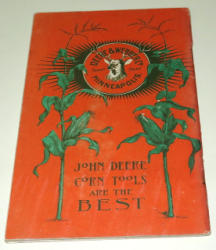 DEERE & WEBBER Cº
MINNEAPOLIS
JOHN DEERE
CORN TOOLS
ARE THE
BEST